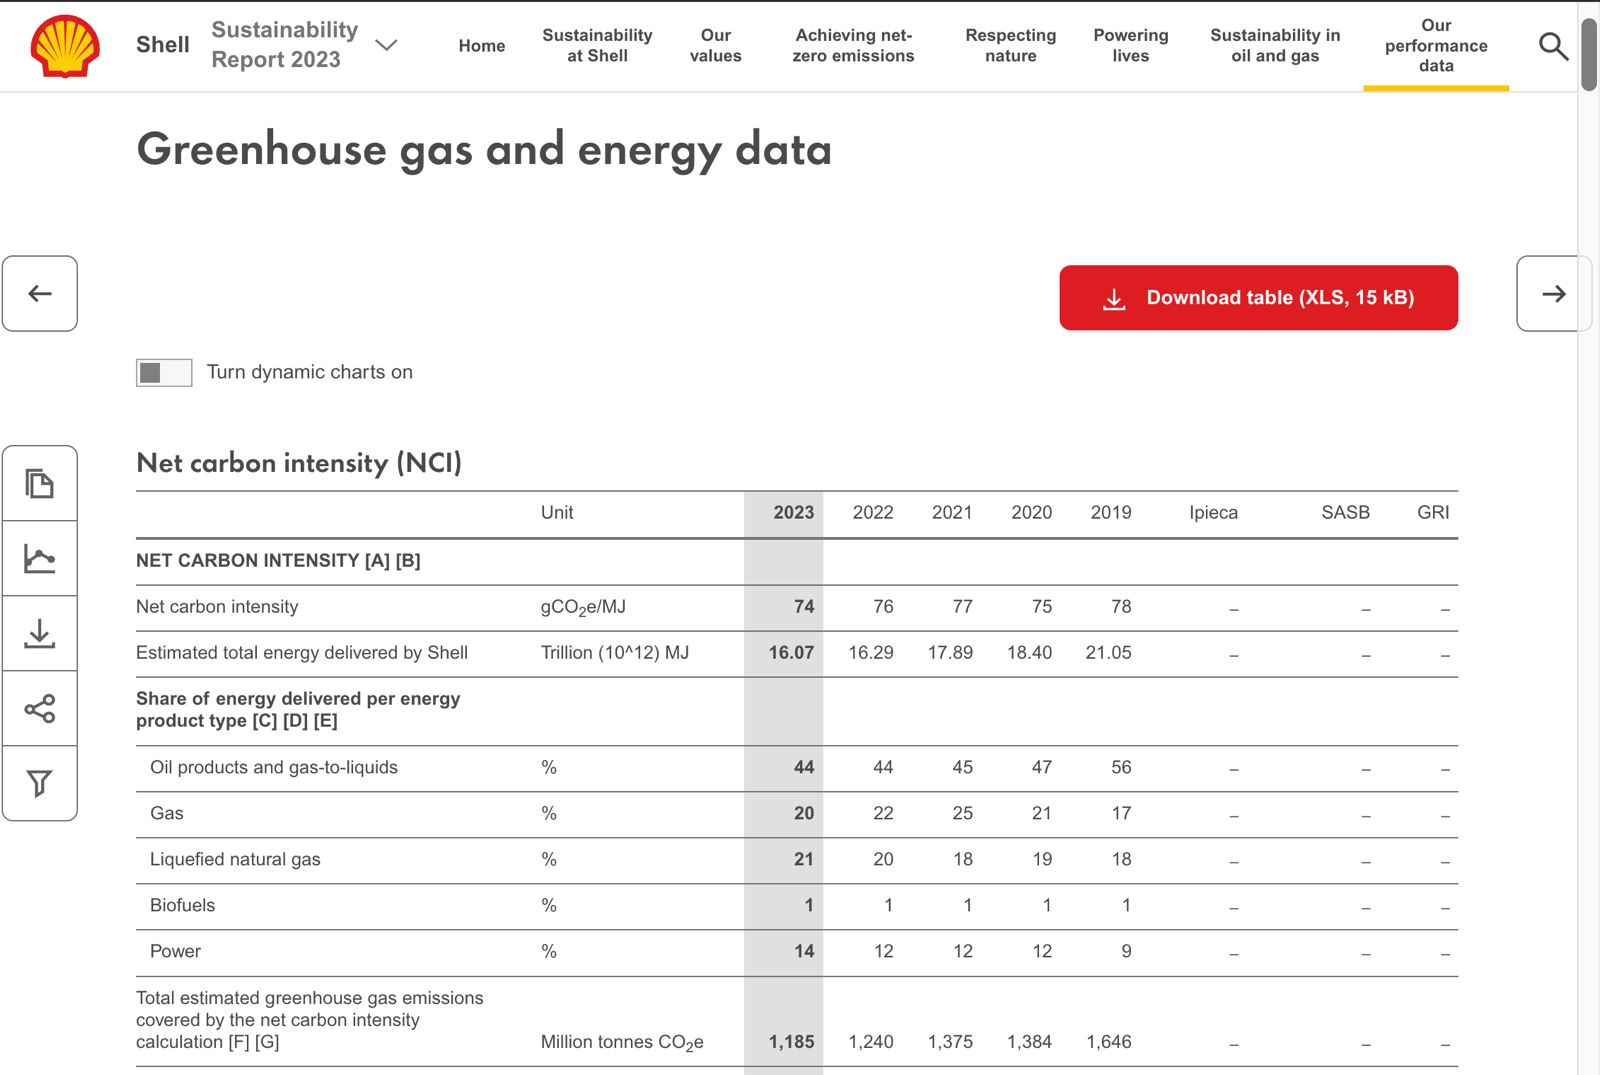 Shell
Sustainability
Report 2023
Home
Sustainability
at Shell
Our
values
Achieving net-
zero emissions
Respecting
nature
Powering
lives
Sustainability in
oil and gas
Our
performance
data
Greenhouse gas and energy data
Download table (XLS, 15 kB)
Turn dynamic charts on
Net carbon intensity (NCI)
Unit 2023 2022 2021 2020 2019 Ipieca SASB GRI
NET CARBON INTENSITY [A] [B]
Net carbon intensity gCO₂e/MJ 74 76 77 75 78 – – –
Estimated total energy delivered by Shell Trillion (10^12) MJ 16.07 16.29 17.89 18.40 21.05 – – –
Share of energy delivered per energy
product type [C] [D] [E]
Oil products and gas-to-liquids % 44 44 45 47 56 – – –
Gas % 20 22 25 21 17 – – –
Liquefied natural gas % 21 20 18 19 18 – – –
Biofuels % 1 1 1 1 1 – – –
Power % 14 12 12 12 9 – – –
Total estimated greenhouse gas emissions
covered by the net carbon intensity
calculation [F] [G] Million tonnes CO₂e 1,185 1,240 1,375 1,384 1,646 – – –